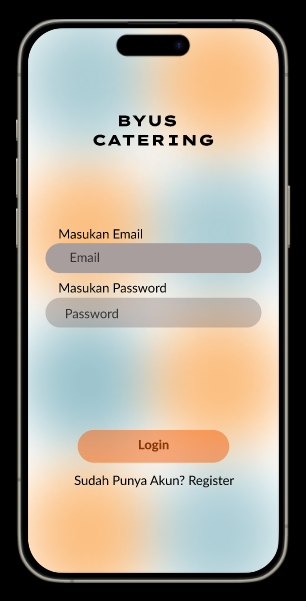 BYUS
CATERING
Masukan Email
Email
Masukan Password
Password
Login
Sudah Punya Akun? Register